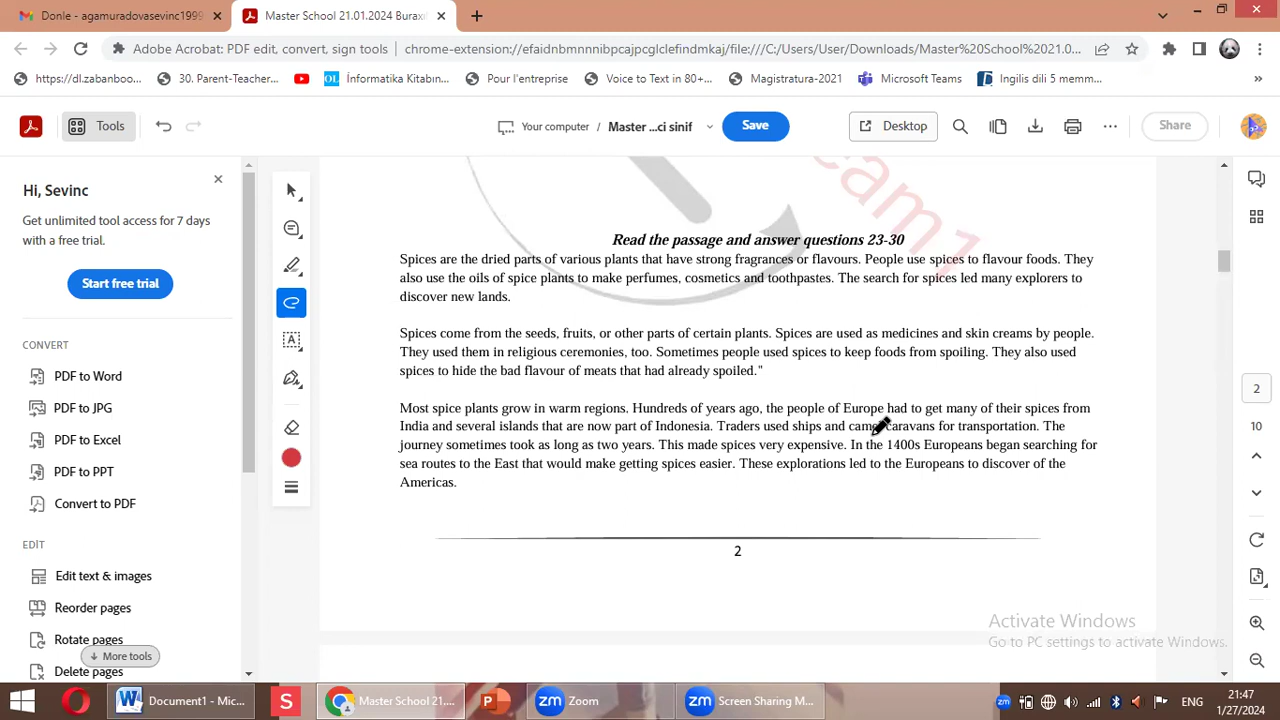 Donle - agamuradovasevinc1999
Master School 21.01.2024 Buraxı
Adobe Acrobat: PDF edit, convert, sign tools | chrome-extension://efaidnbmnnnibpcajpcglclefindmkaj/file:///C:/Users/User/Downloads/Master%20School%2021.0...
https://dl.zabanboo... 30. Parent-Teacher... İnformatika Kitabın... Pour l'entreprise Voice to Text in 80+... Magistratura-2021 Microsoft Teams Ingilis dili 5 memm... »
Tools Your computer / Master ...ci sinif Save Desktop Share
Hi, Sevinc
Get unlimited tool access for 7 days
with a free trial.
Start free trial
CONVERT
PDF to Word
PDF to JPG
PDF to Excel
PDF to PPT
Convert to PDF
EDİT
Edit text & images
Reorder pages
Rotate pages
More tools
Delete pages
Read the passage and answer questions 23-30
Spices are the dried parts of various plants that have strong fragrances or flavours. People use spices to flavour foods. They
also use the oils of spice plants to make perfumes, cosmetics and toothpastes. The search for spices led many explorers to
discover new lands.
Spices come from the seeds, fruits, or other parts of certain plants. Spices are used as medicines and skin creams by people.
They used them in religious ceremonies, too. Sometimes people used spices to keep foods from spoiling. They also used
spices to hide the bad flavour of meats that had already spoiled."
Most spice plants grow in warm regions. Hundreds of years ago, the people of Europe had to get many of their spices from
India and several islands that are now part of Indonesia. Traders used ships and camel caravans for transportation. The
journey sometimes took as long as two years. This made spices very expensive. In the 1400s Europeans began searching for
sea routes to the East that would make getting spices easier. These explorations led to the Europeans to discover of the
Americas.
2
2
10
Activate Windows
Go to PC settings to activate Windows.
Document1 - Mic... Master School 21.... Zoom Screen Sharing M... ENG
21:47
1/27/2024